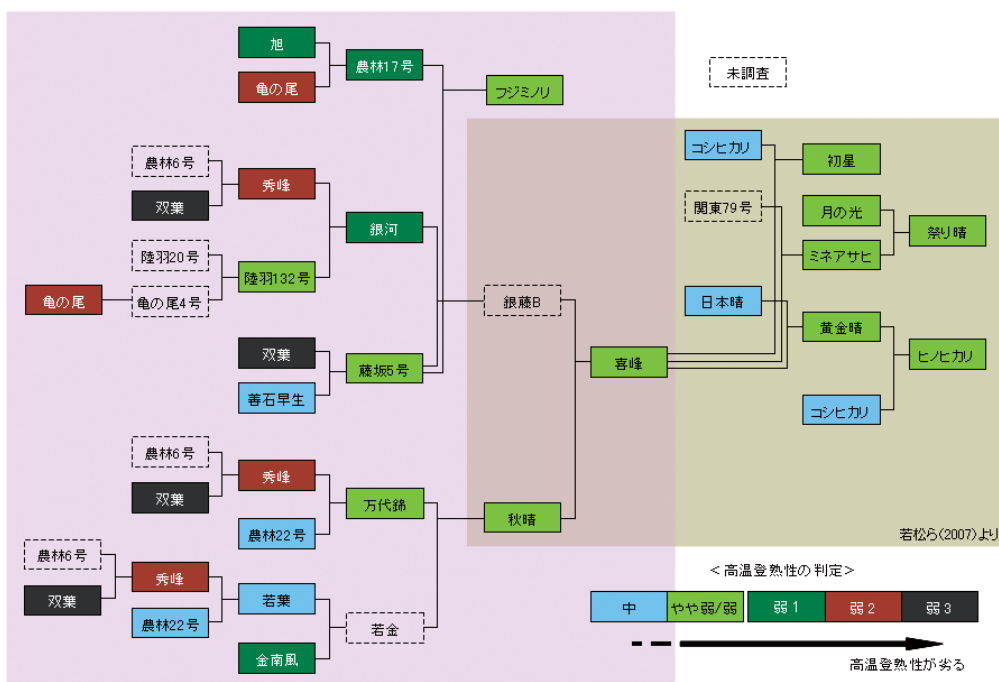 旭
農林17号
亀の尾
フジミノリ
未調査
農林6号
双葉
秀峰
銀河
陸羽20号
亀の尾4号
陸羽132号
亀の尾
双葉
善石早生
藤坂5号
銀藤B
喜峰
コシヒカリ
初星
関東79号
月の光
ミネアサヒ
祭り晴
日本晴
黄金晴
ヒノヒカリ
コシヒカリ
農林6号
双葉
秀峰
農林22号
万代錦
秋晴
若松ら(2007)より
農林6号
双葉
秀峰
農林22号
若葉
金南風
若金
<高温登熟性の判定>
中
やや弱/弱
弱1
弱2
弱3
高温登熟性が劣る